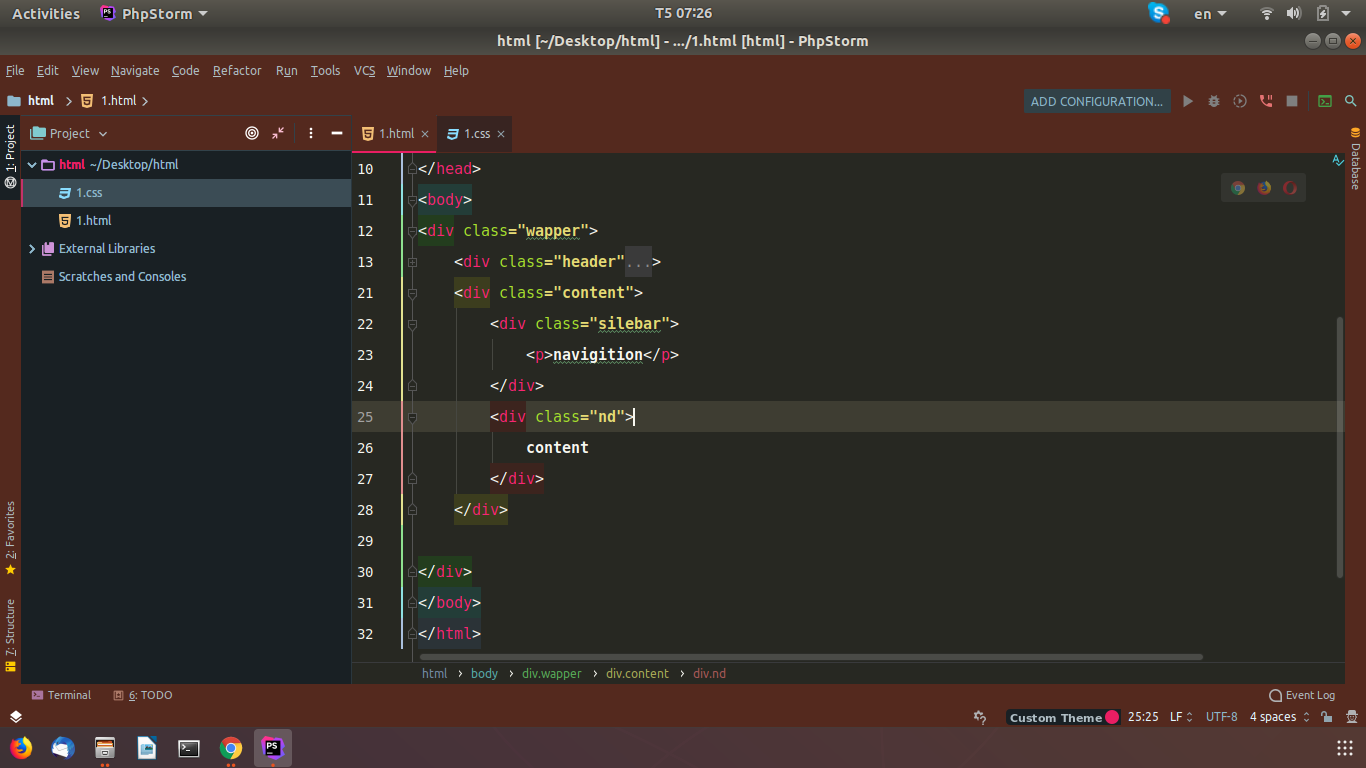 Activities PhpStorm T5 07:26 en
html [~/Desktop/html] - .../1.html [html] - PhpStorm
File Edit View Navigate Code Refactor Run Tools VCS Window Help
html 1.html ADD CONFIGURATION...
1: Project
Project
1.html
1.css
html ~/Desktop/html
1.css
1.html
External Libraries
Scratches and Consoles
2: Favorites
7: Structure
10 </head>
11 <body>
12 <div class="wapper">
13 <div class="header"...>
21 <div class="content">
22 <div class="silebar">
23 <p>navigition</p>
24 </div>
25 <div class="nd">
26 content
27 </div>
28 </div>
29
30 </div>
31 </body>
32 </html>
Database
html body div.wapper div.content div.nd
Terminal 6: TODO Event Log
Custom Theme 25:25 LF UTF-8 4 spaces
PS